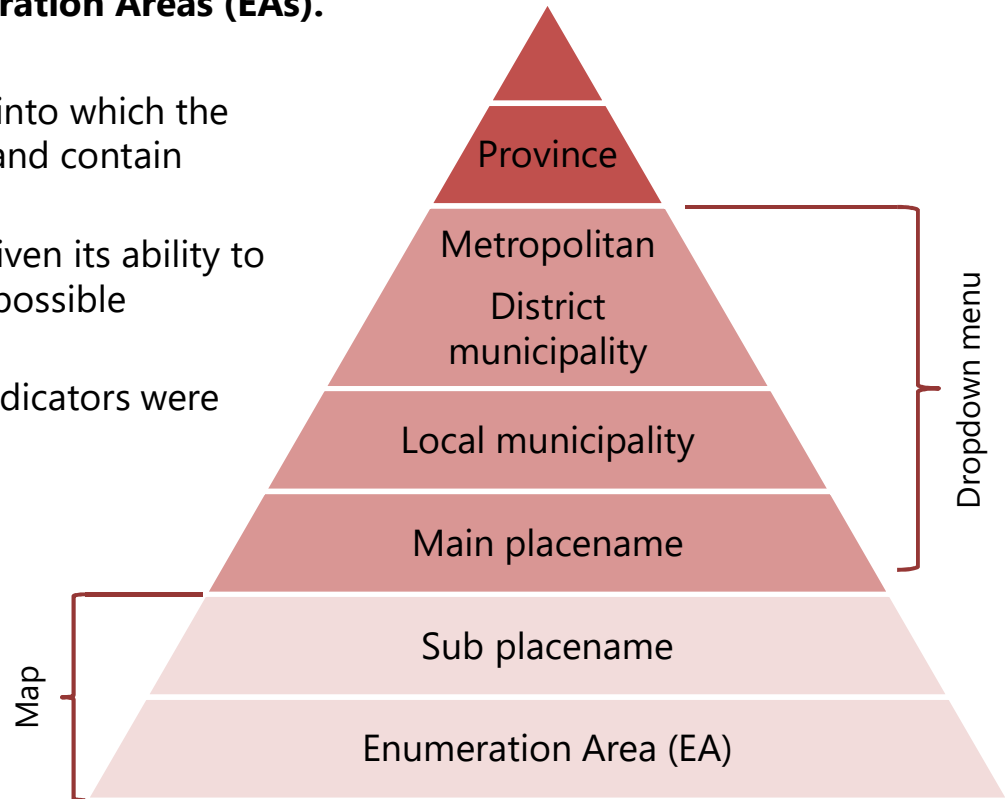 ration Areas (EAs).
into which the
and contain
iven its ability to
possible
dicators were
Province
Metropolitan
District
municipality
Local municipality
Main placename
Sub placename
Enumeration Area (EA)
Dropdown menu
Map